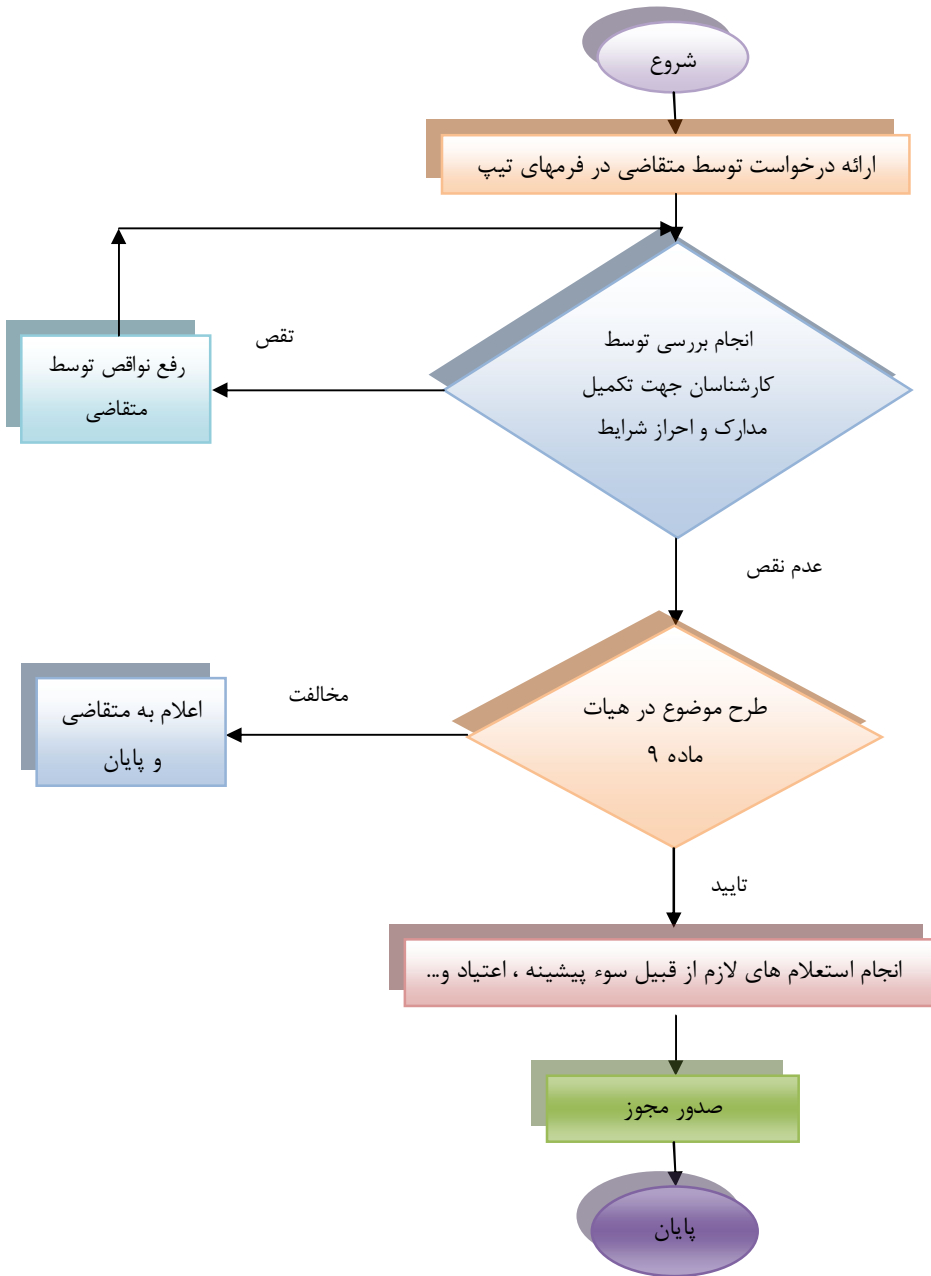 شروع
ارائه درخواست توسط متقاضی در فرمهای تیپ
انجام بررسی توسط
کارشناسان جهت تکمیل
مدارک و احراز شرایط
تقص
رفع نواقص توسط
متقاضی
عدم نقص
طرح موضوع در هیات
ماده ۹
مخالفت
اعلام به متقاضی
و پایان
تایید
انجام استعلام های لازم از قبیل سوء پیشینه ، اعتیاد و...
صدور مجوز
پایان